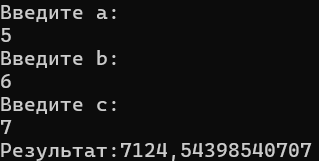 Введите a:
5
Введите b:
6
Введите c:
7
Результат:7124,54398540707